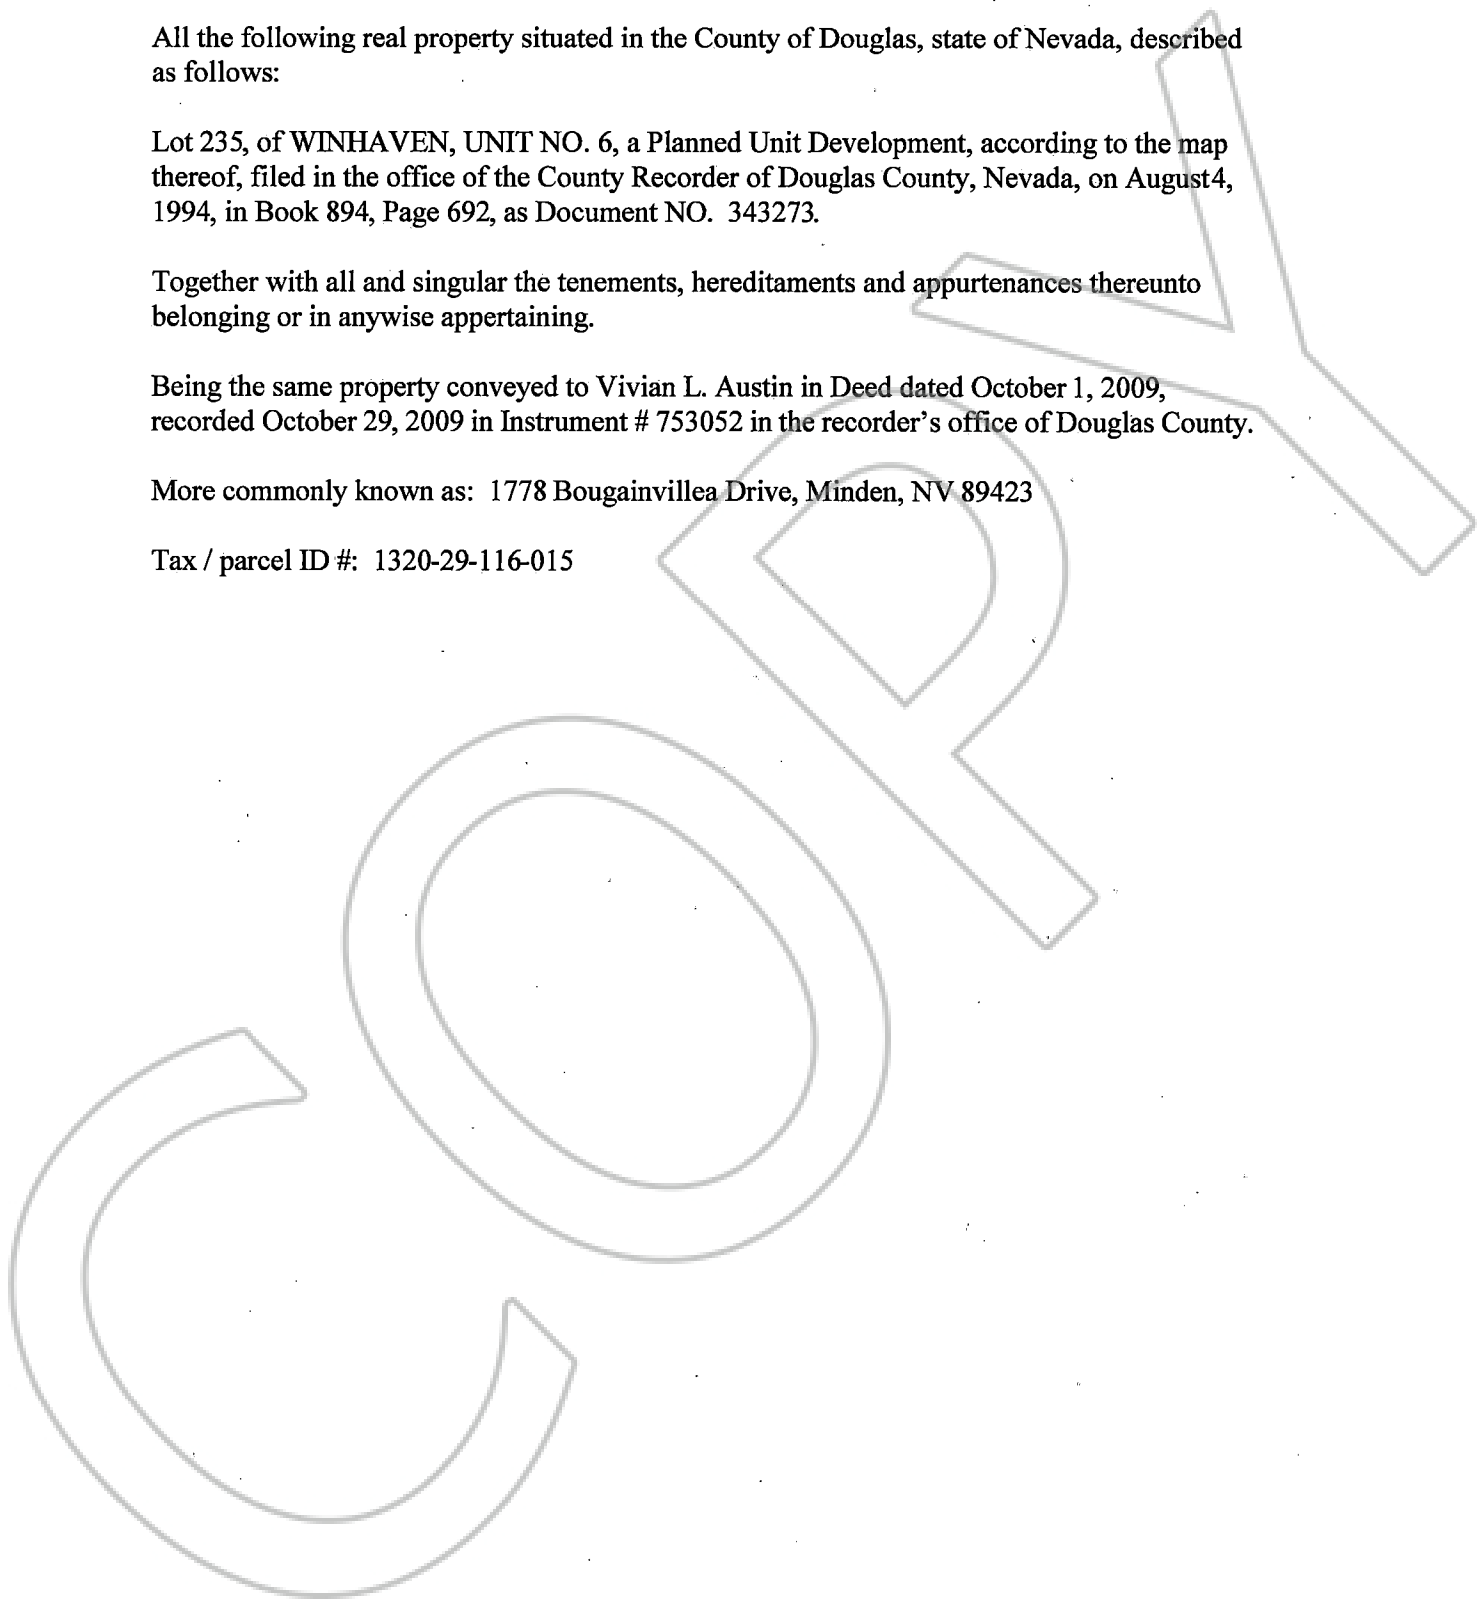 All the following real property situated in the County of Douglas, state of Nevada, described
as follows:
Lot 235, of WINHAVEN, UNIT NO. 6, a Planned Unit Development, according to the map
thereof, filed in the office of the County Recorder of Douglas County, Nevada, on August4,
1994, in Book 894, Page 692, as Document NO. 343273.
Together with all and singular the tenements, hereditaments and appurtenances thereunto
belonging or in anywise appertaining.
Being the same property conveyed to Vivian L. Austin in Deed dated October 1, 2009,
recorded October 29, 2009 in Instrument # 753052 in the recorder's office of Douglas County.
More commonly known as: 1778 Bougainvillea Drive, Minden, NV 89423
Tax / parcel ID #: 1320-29-116-015
COPY